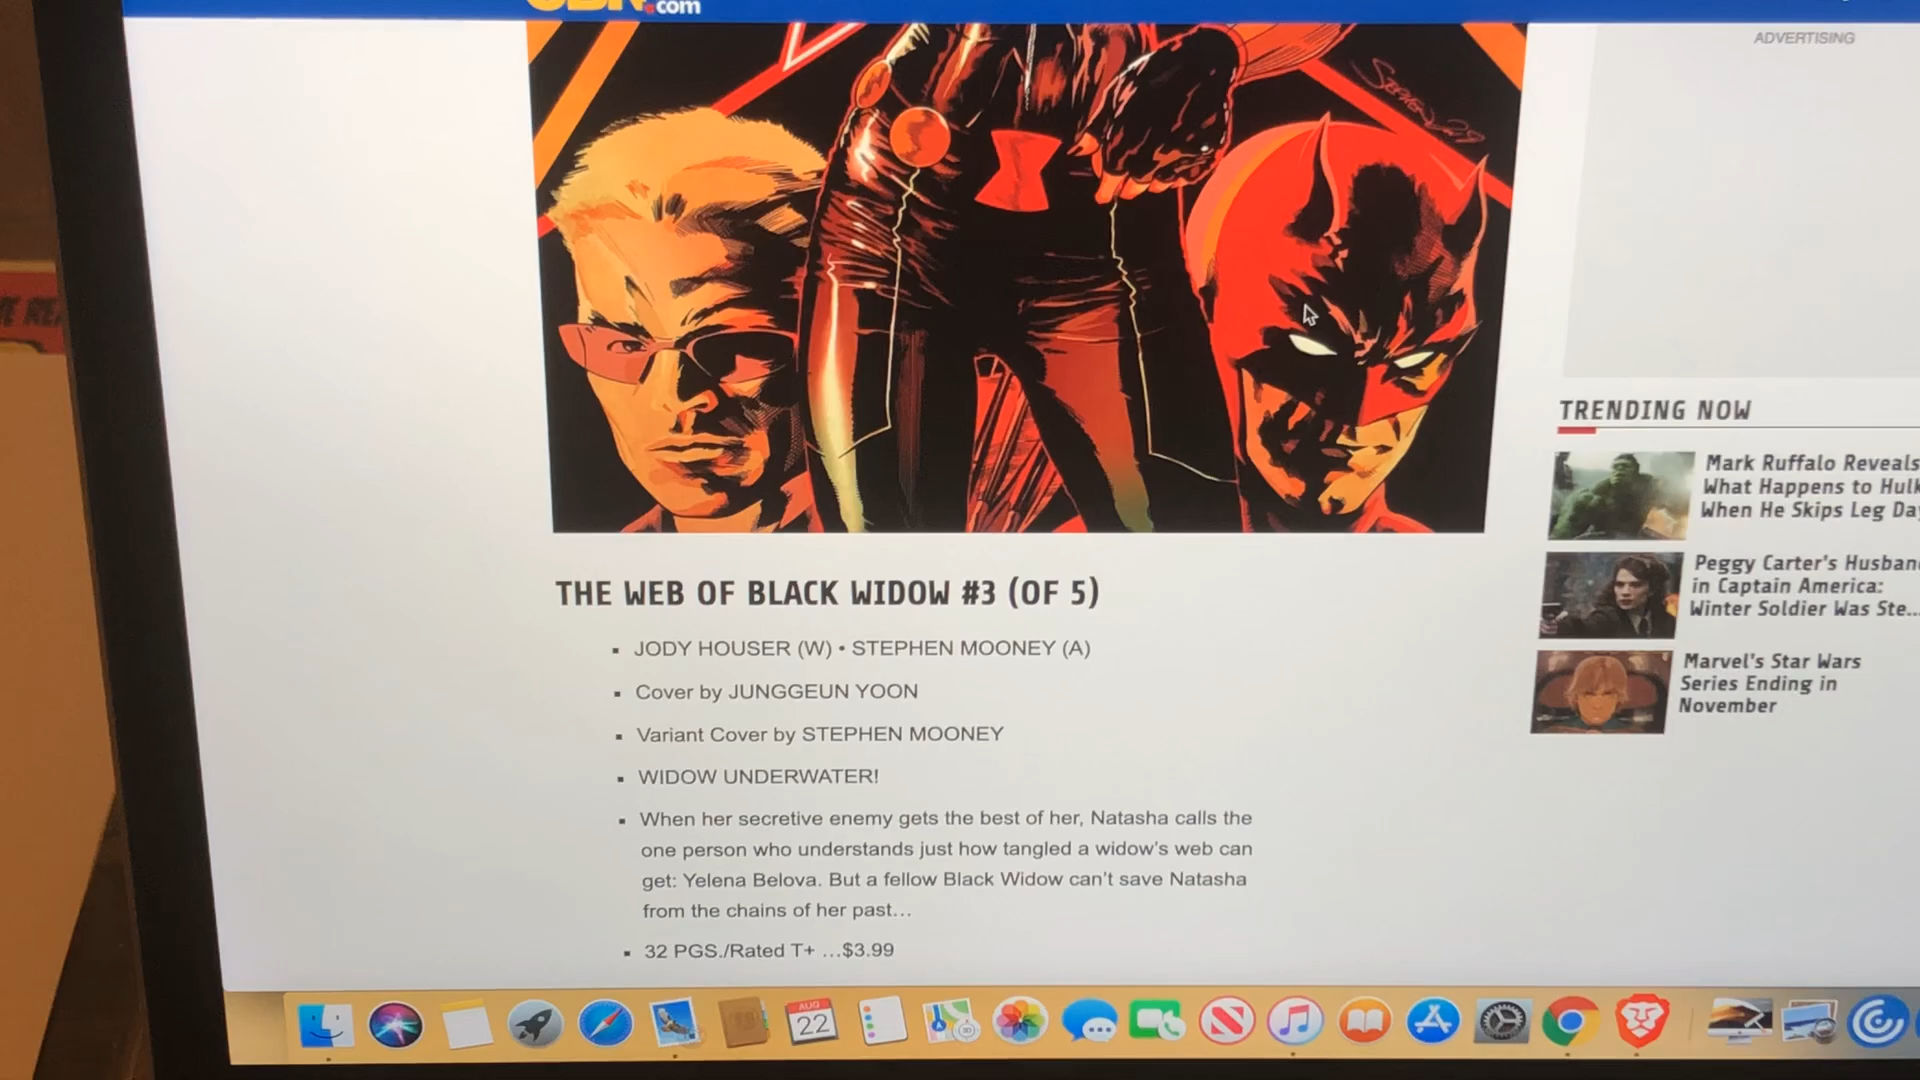 CBR.com
ADVERTISING
TRENDING NOW
Mark Ruffalo Reveals
What Happens to Hulk
When He Skips Leg Da
Peggy Carter's Husban
in Captain America:
Winter Soldier Was Ste...
Marvel's Star Wars
Series Ending in
November
THE WEB OF BLACK WIDOW #3 (OF 5)
JODY HOUSER (W) • STEPHEN MOONEY (A)
Cover by JUNGGEUN YOON
Variant Cover by STEPHEN MOONEY
WIDOW UNDERWATER!
When her secretive enemy gets the best of her, Natasha calls the
one person who understands just how tangled a widow's web can
get: Yelena Belova. But a fellow Black Widow can't save Natasha
from the chains of her past…
32 PGS./Rated T+ …$3.99
AUG
22